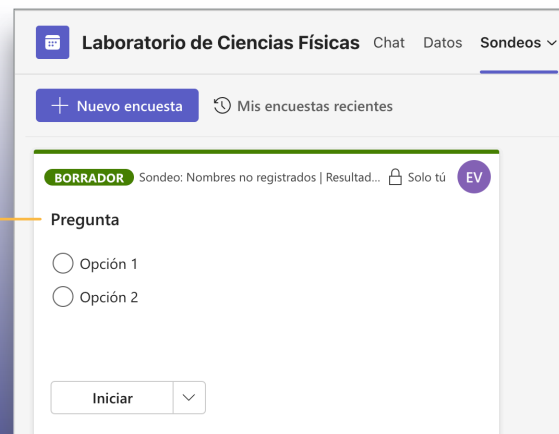 Laboratorio de Ciencias Físicas Chat Datos Sondeos
Nuevo encuesta Mis encuestas recientes
BORRADOR Sondeo: Nombres no registrados | Resultad... Solo tú EV
Pregunta
Opción 1
Opción 2
Iniciar